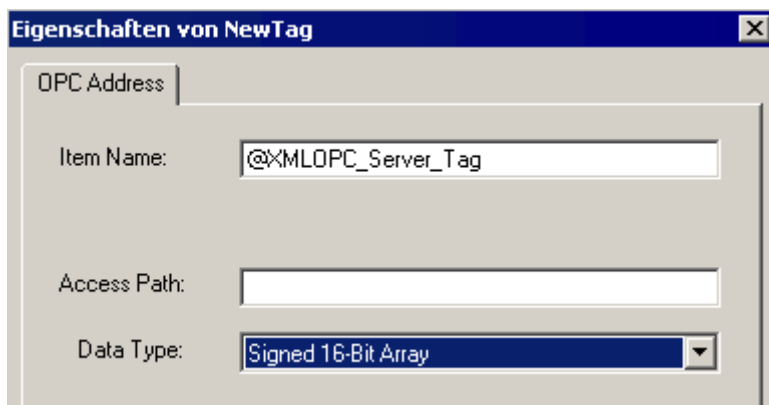 Eigenschaften von NewTag
OPC Address
Item Name: @XMLOPC_Server_Tag
Access Path:
Data Type: Signed 16-Bit Array